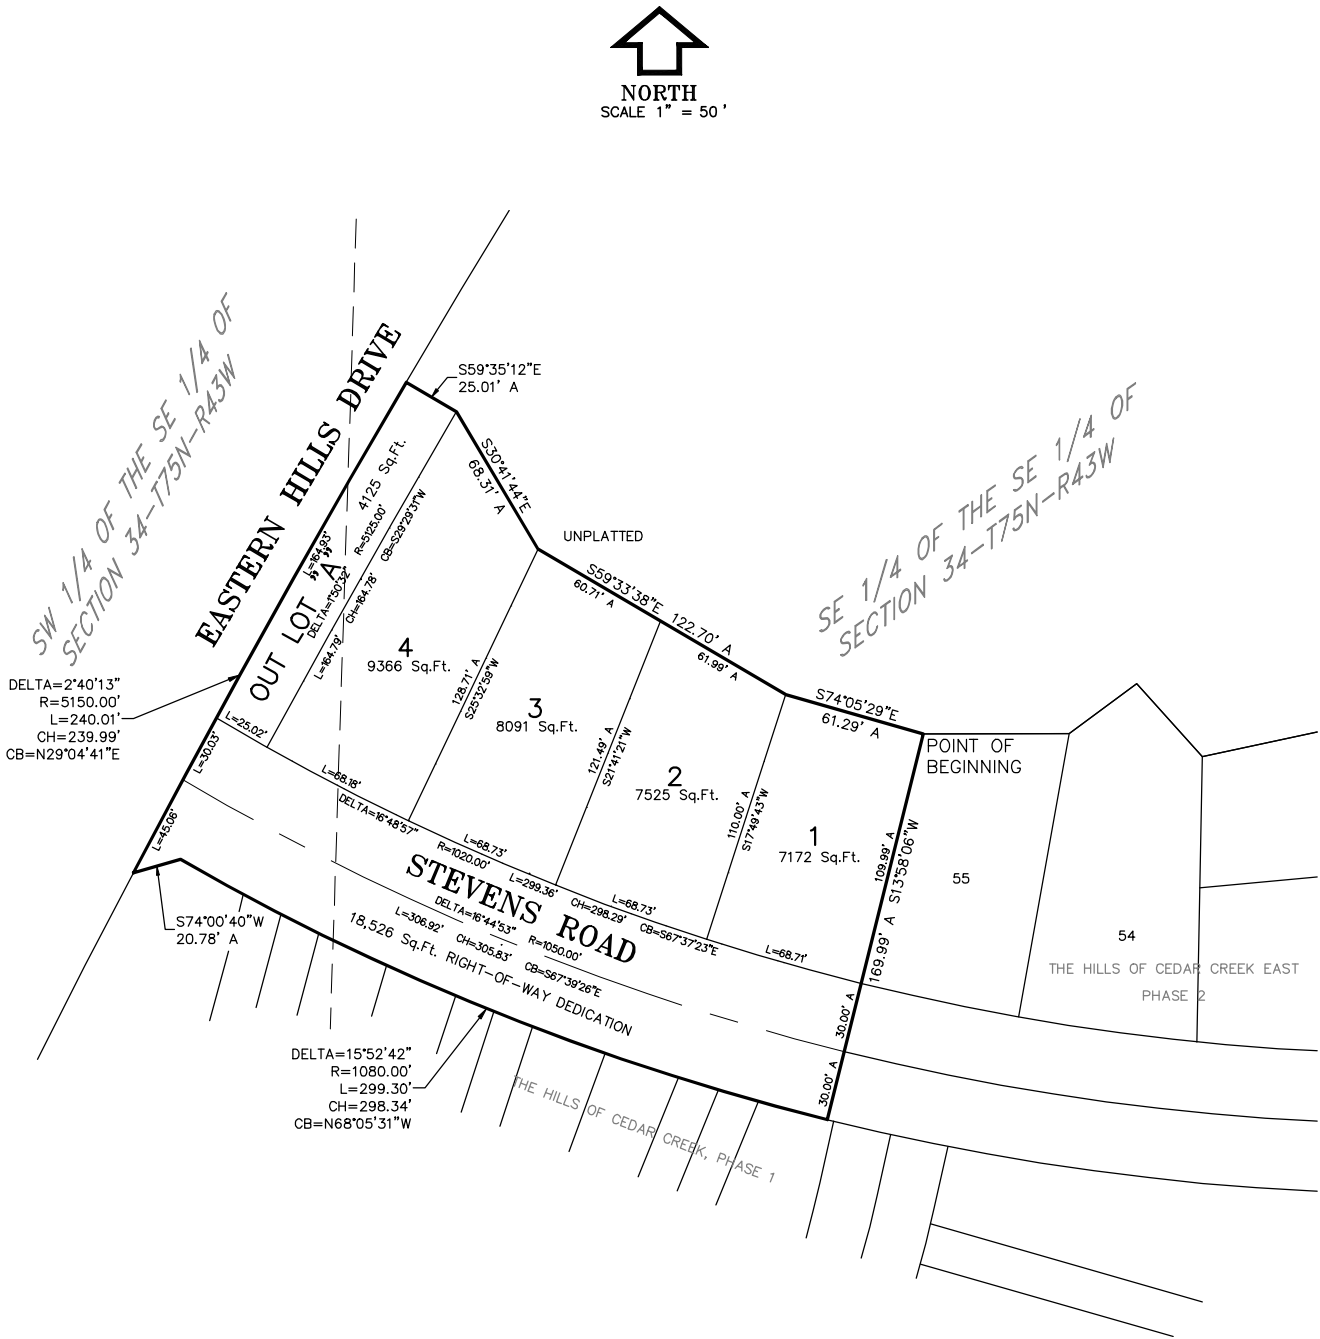 NORTH
SCALE 1" = 50'
S59°35'12"E
25.01' A
EASTERN HILLS DRIVE
SW 1/4 OF THE SE 1/4 OF
SECTION 34-T75N-R43W
SE 1/4 OF THE SE 1/4 OF
SECTION 34-T75N-R43W
S30°41'44"E
68.31' A
UNPLATTED
S59°33'38"E 122.70' A
60.71' A
61.99' A
S74°05'29"E
61.29' A
POINT OF
BEGINNING
OUT LOT "A"
4125 Sq.Ft.
L=164.93'
R=5125.00'
DELTA=1°50'32"
CB=S29°29'31"W
CH=164.78'
L=164.79'
4
9366 Sq.Ft.
128.71' A
S25°32'59"W
3
8091 Sq.Ft.
121.49' A
S21°41'21"W
2
7525 Sq.Ft.
110.00' A
S17°49'43"W
1
7172 Sq.Ft.
109.99' A
169.99' A S13°58'06"W
55
54
THE HILLS OF CEDAR CREEK EAST
PHASE 2
DELTA=2°40'13"
R=5150.00'
L=240.01'
CH=239.99'
CB=N29°04'41"E
L=25.02'
L=30.03'
L=45.06'
L=68.18'
DELTA=16°48'57"
L=68.73'
R=1020.00'
L=299.36'
CH=298.29'
L=68.73'
CB=S67°37'23"E
L=68.71'
STEVENS ROAD
DELTA=16°44'53"
L=306.92'
R=1050.00'
CH=305.83'
CB=S67°39'26"E
18,526 Sq.Ft. RIGHT-OF-WAY DEDICATION
30.00' A
30.00' A
S74°00'40"W
20.78' A
DELTA=15°52'42"
R=1080.00'
L=299.30'
CH=298.34'
CB=N68°05'31"W
THE HILLS OF CEDAR CREEK, PHASE 1